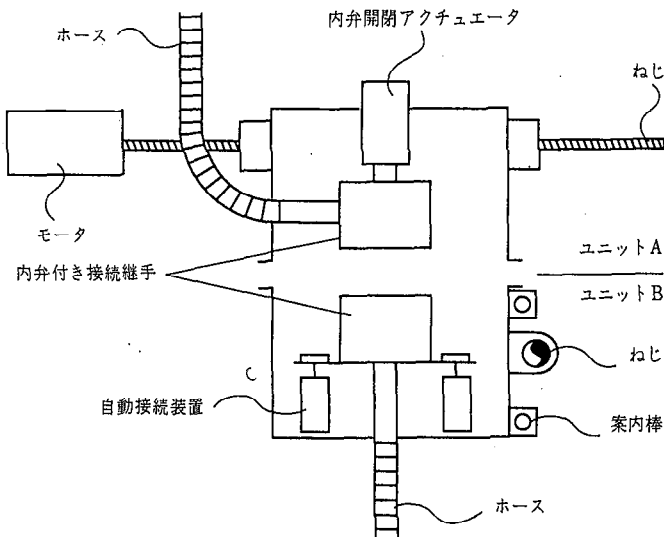 内弁開閉アクチュエータ
ホース
ねじ
モータ
ユニットA
内弁付き接続継手
ユニットB
ねじ
自動接続装置
案内棒
ホース